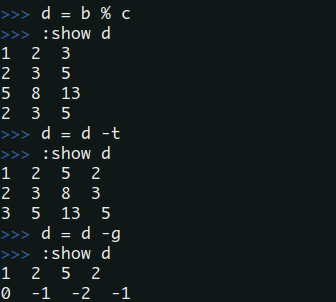 >>> d = b % c
>>> :show d
1 2 3
2 3 5
5 8 13
2 3 5
>>> d = d -t
>>> :show d
1 2 5 2
2 3 8 3
3 5 13 5
>>> d = d -g
>>> :show d
1 2 5 2
0 -1 -2 -1